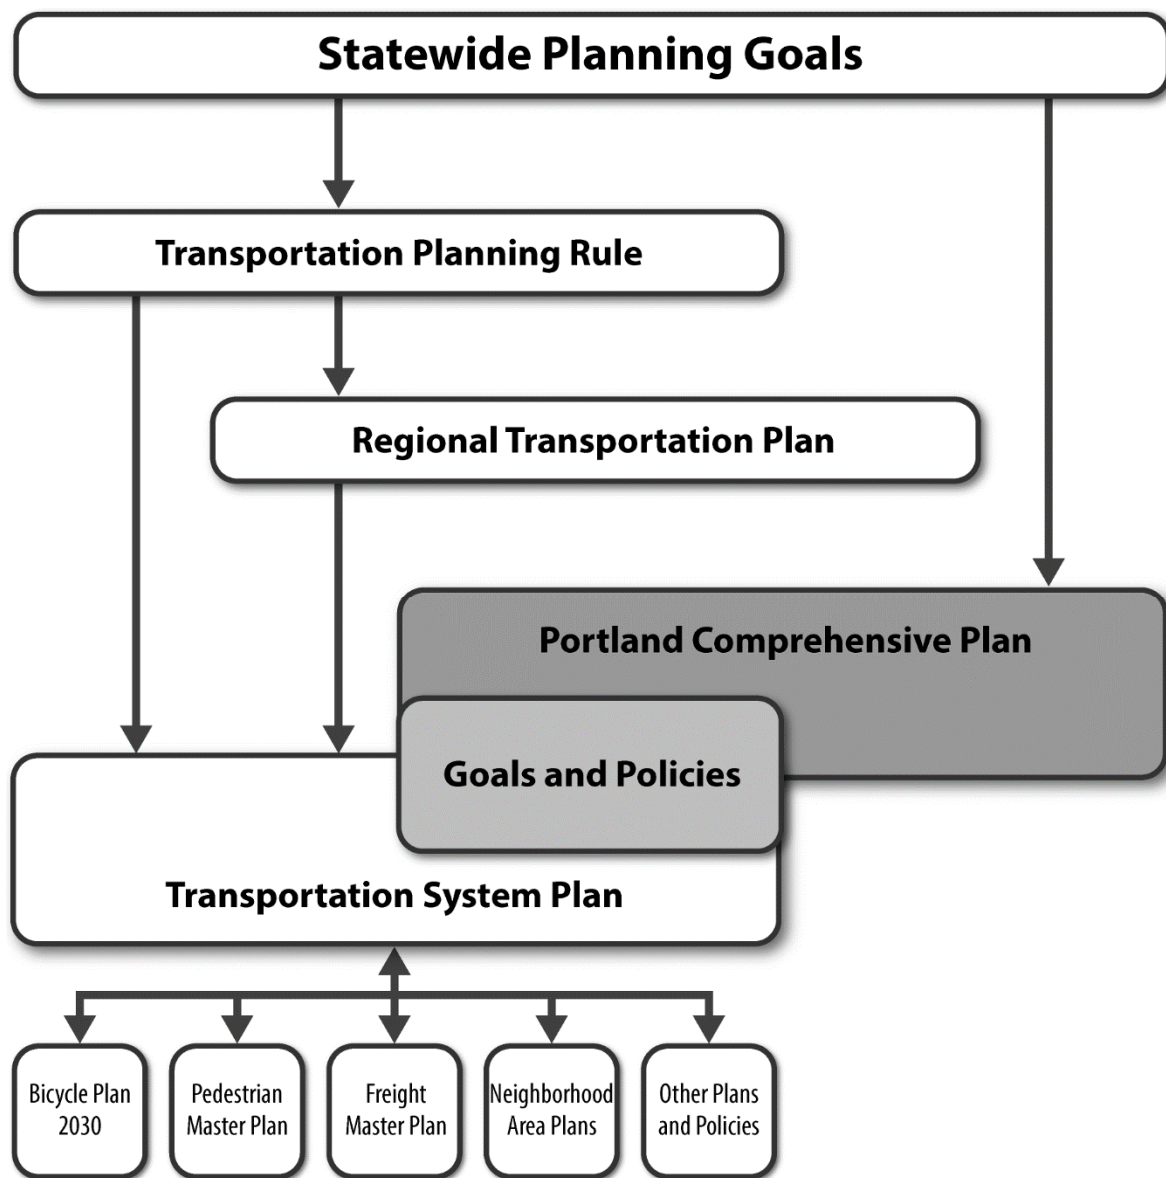 Statewide Planning Goals
Transportation Planning Rule
Regional Transportation Plan
Portland Comprehensive Plan
Goals and Policies
Transportation System Plan
Bicycle Plan
2030
Pedestrian
Master Plan
Freight
Master Plan
Neighborhood
Area Plans
Other Plans
and Policies